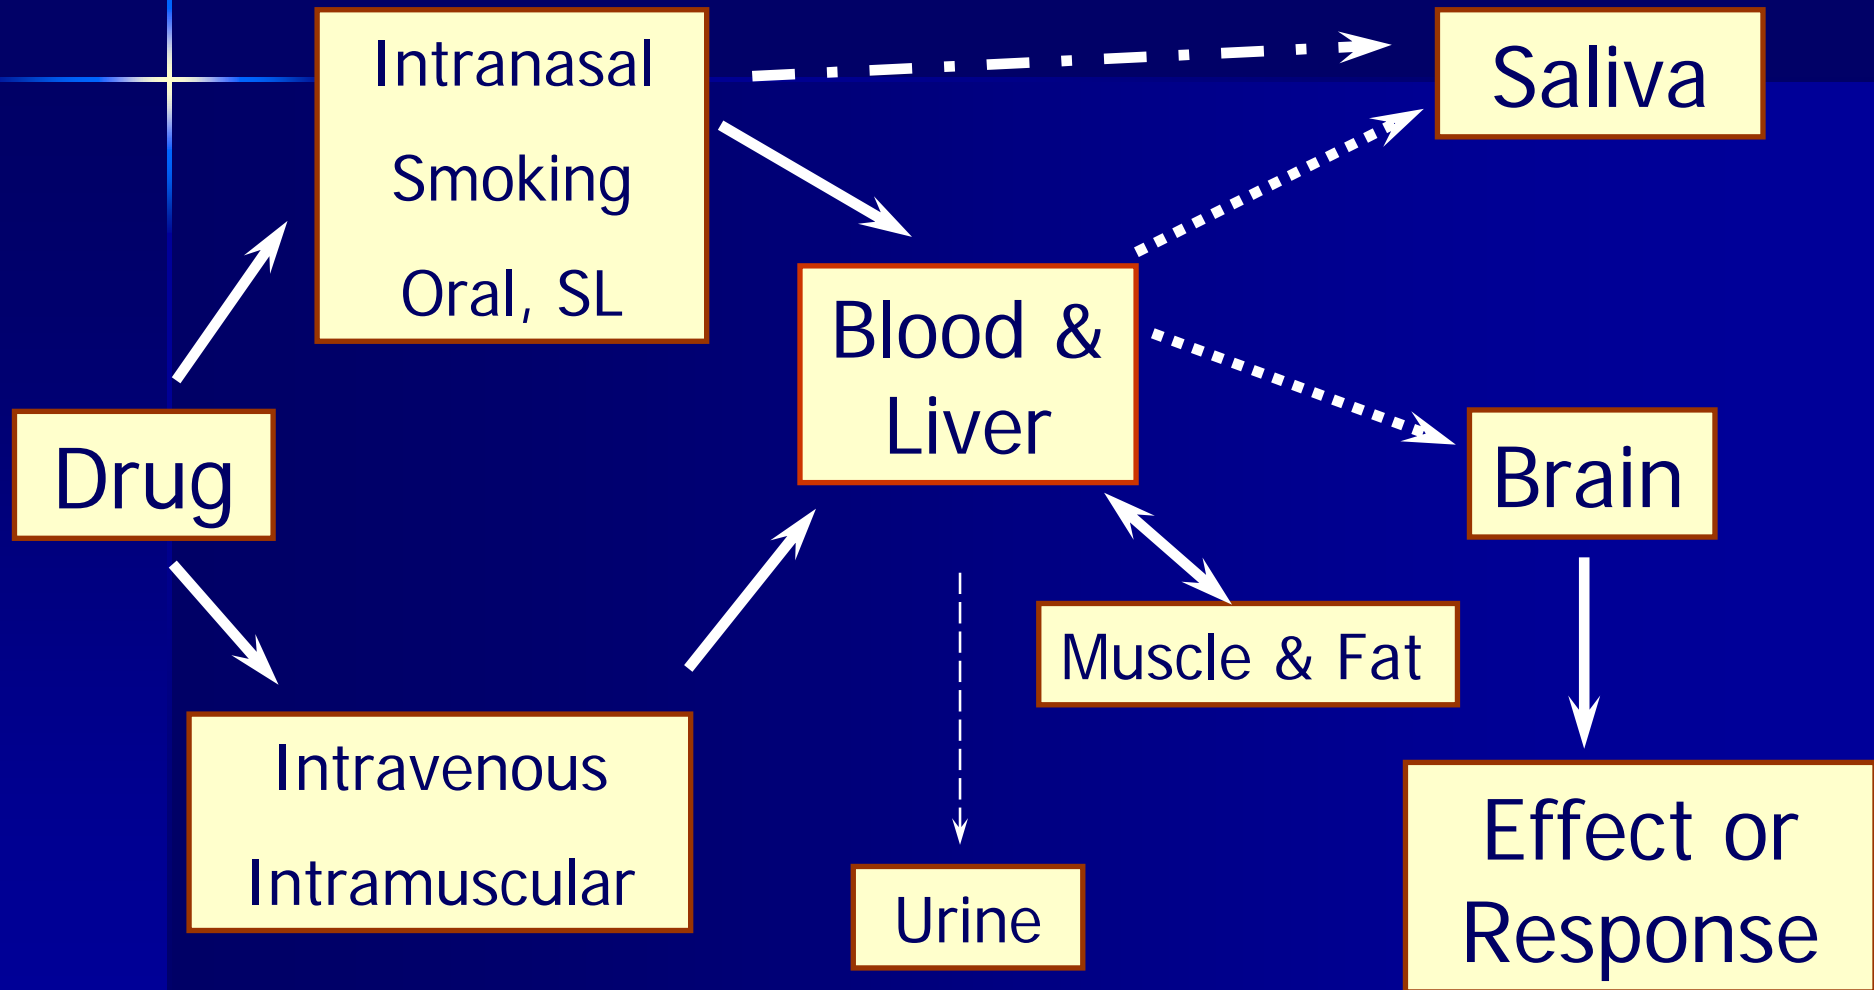 Intranasal
Smoking
Oral, SL
Saliva
Blood &
Liver
Drug
Brain
Muscle & Fat
Intravenous
Intramuscular
Urine
Effect or
Response